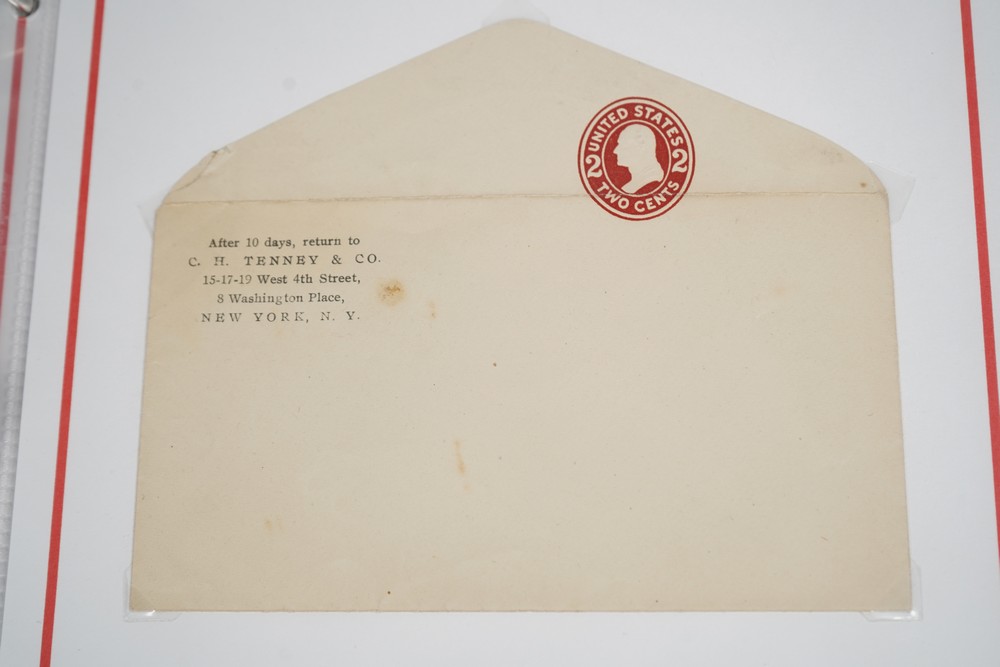 UNITED STATES
2 2
TWO CENTS
After 10 days, return to
C. H. TENNEY & CO.
15-17-19 West 4th Street,
8 Washington Place,
NEW YORK, N. Y.